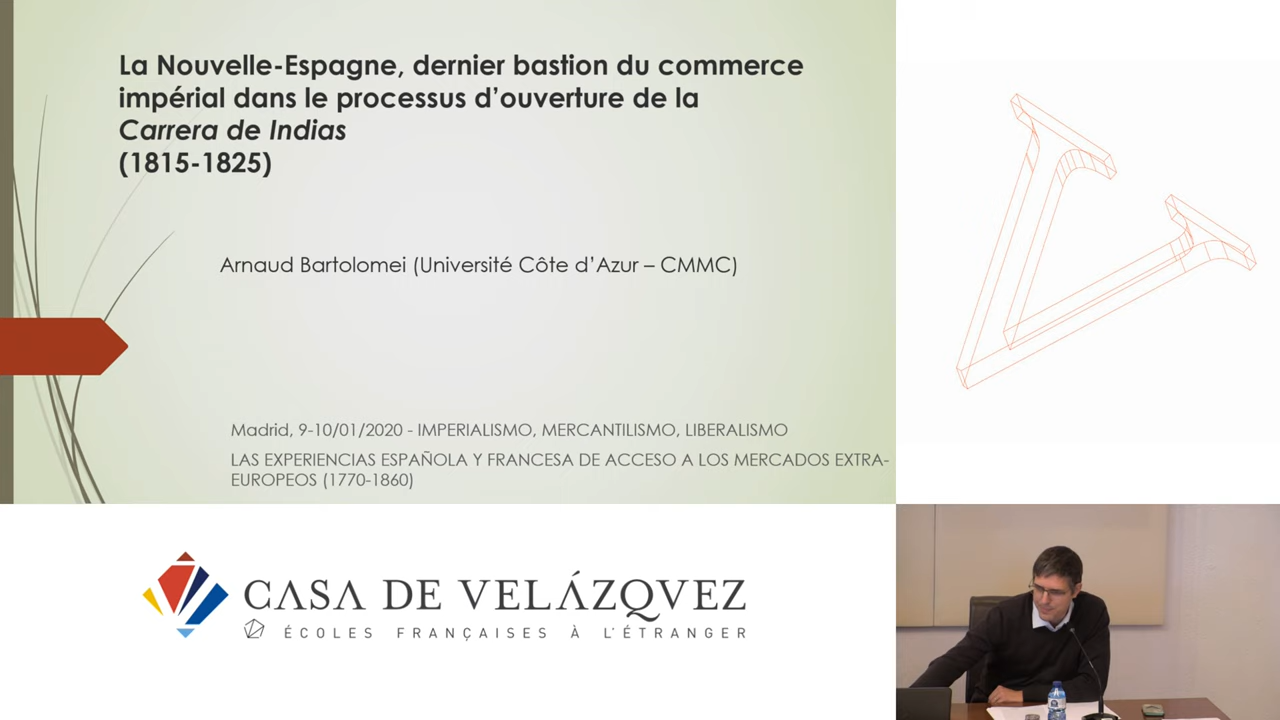 La Nouvelle-Espagne, dernier bastion du commerce
impérial dans le processus d’ouverture de la
Carrera de Indias
(1815-1825)
Arnaud Bartolomei (Université Côte d’Azur – CMMC)
Madrid, 9-10/01/2020 - IMPERIALISMO, MERCANTILISMO, LIBERALISMO
LAS EXPERIENCIAS ESPAÑOLA Y FRANCESA DE ACCESO A LOS MERCADOS EXTRA-
EUROPEOS (1770-1860)
CASA DE VELÁZQVEZ
ÉCOLES FRANÇAISES À L’ÉTRANGER